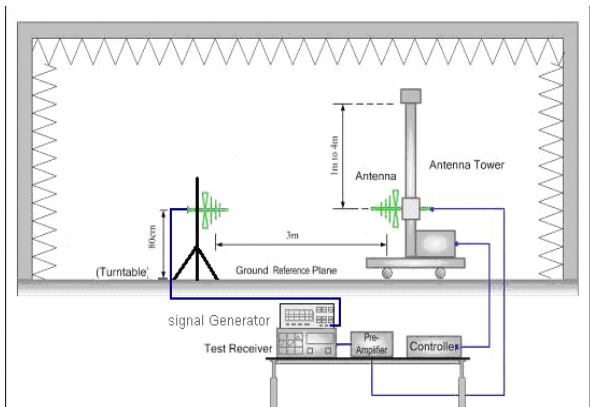 1m to 4m
Antenna Tower
Antenna
3m
80cm
(Turntable)
Ground Reference Plane
signal Generator
Test Receiver
Pre-
Amplifier
Controller